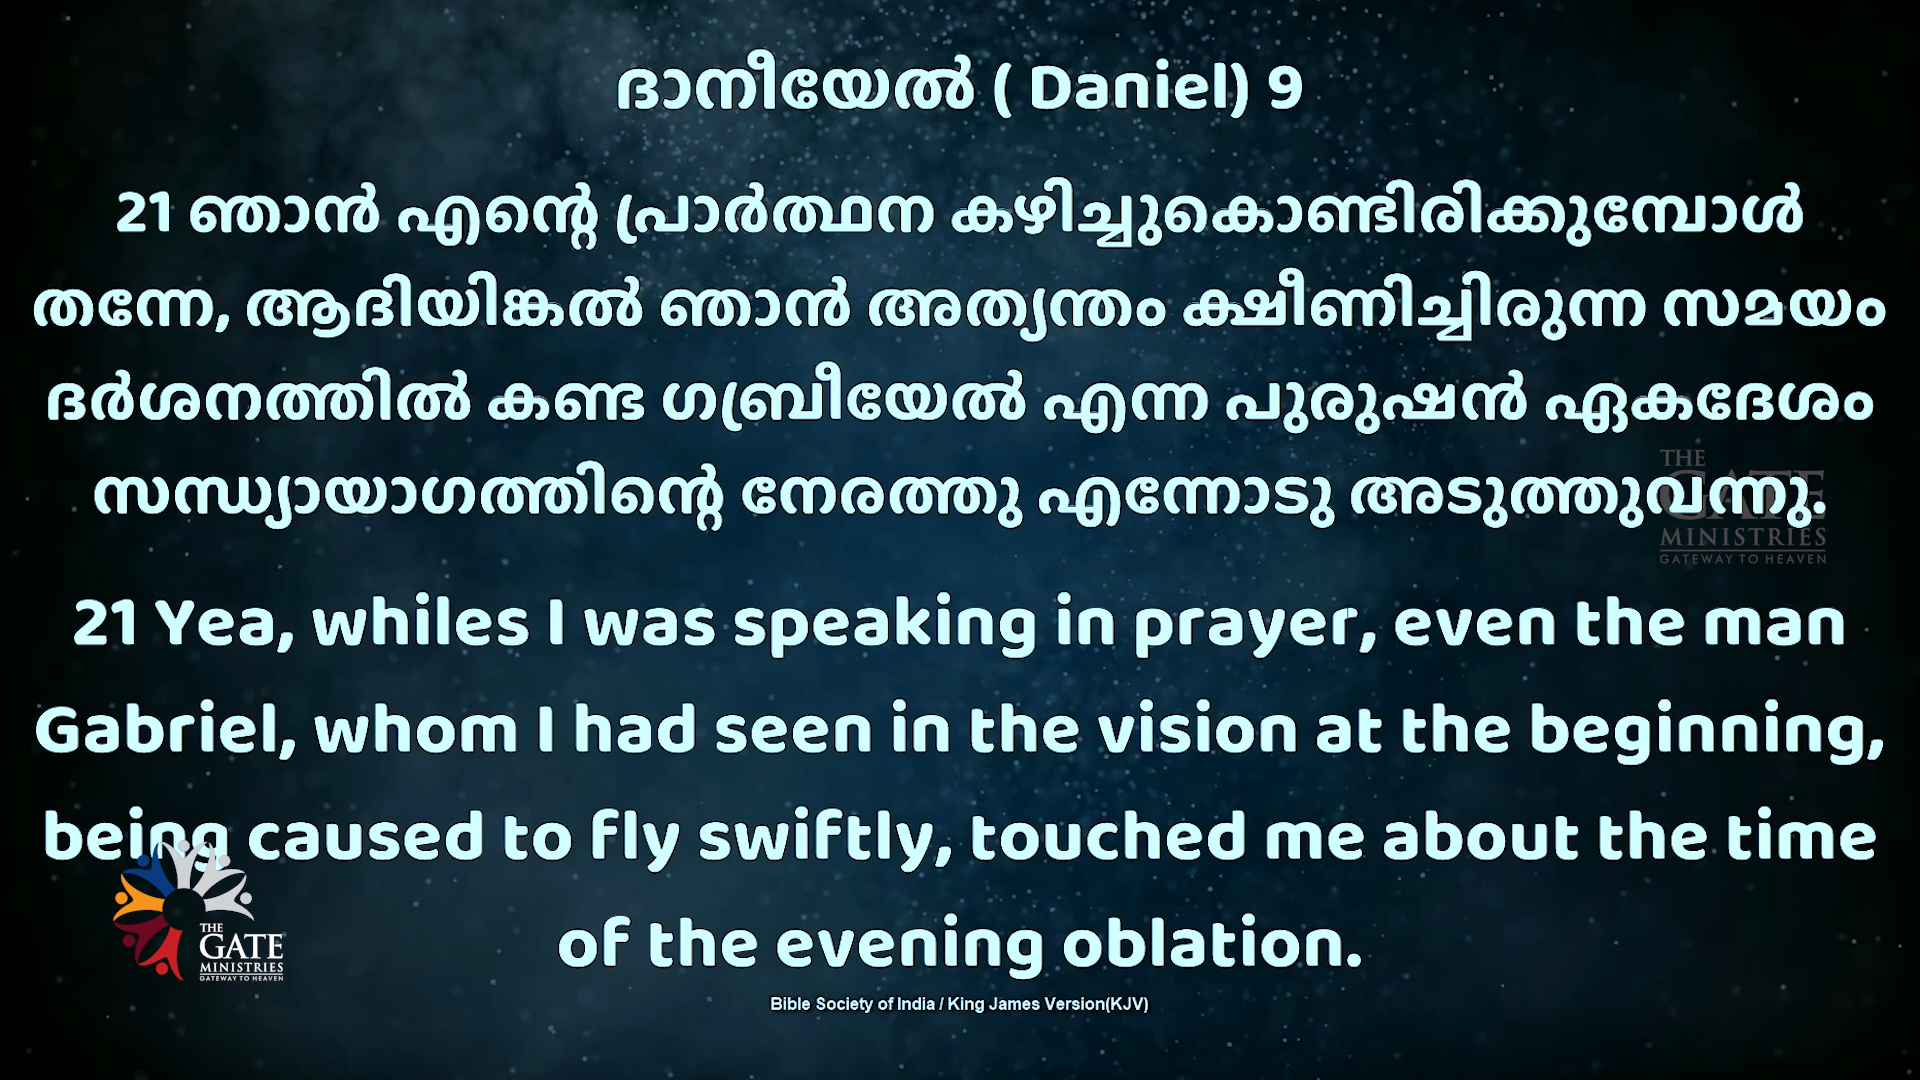 ദാനീയേൽ ( Daniel) 9
21 ഞാൻ എന്റെ പ്രാർത്ഥന കഴിച്ചുകൊണ്ടിരിക്കുമ്പോൾ
തന്നേ, ആദിയിങ്കൽ ഞാൻ അത്യന്തം ക്ഷീണിച്ചിരുന്ന സമയം
ദർശനത്തിൽ കണ്ട ഗബ്രീയേൽ എന്ന പുരുഷൻ ഏകദേശം
സന്ധ്യായാഗത്തിന്റെ നേരത്തു എന്നോടു അടുത്തുവന്നു.
THE
GATE
MINISTRIES
GATEWAY TO HEAVEN
21 Yea, whiles I was speaking in prayer, even the man
Gabriel, whom I had seen in the vision at the beginning,
being caused to fly swiftly, touched me about the time
of the evening oblation.
THE
GATE
MINISTRIES
GATEWAY TO HEAVEN
Bible Society of India / King James Version(KJV)